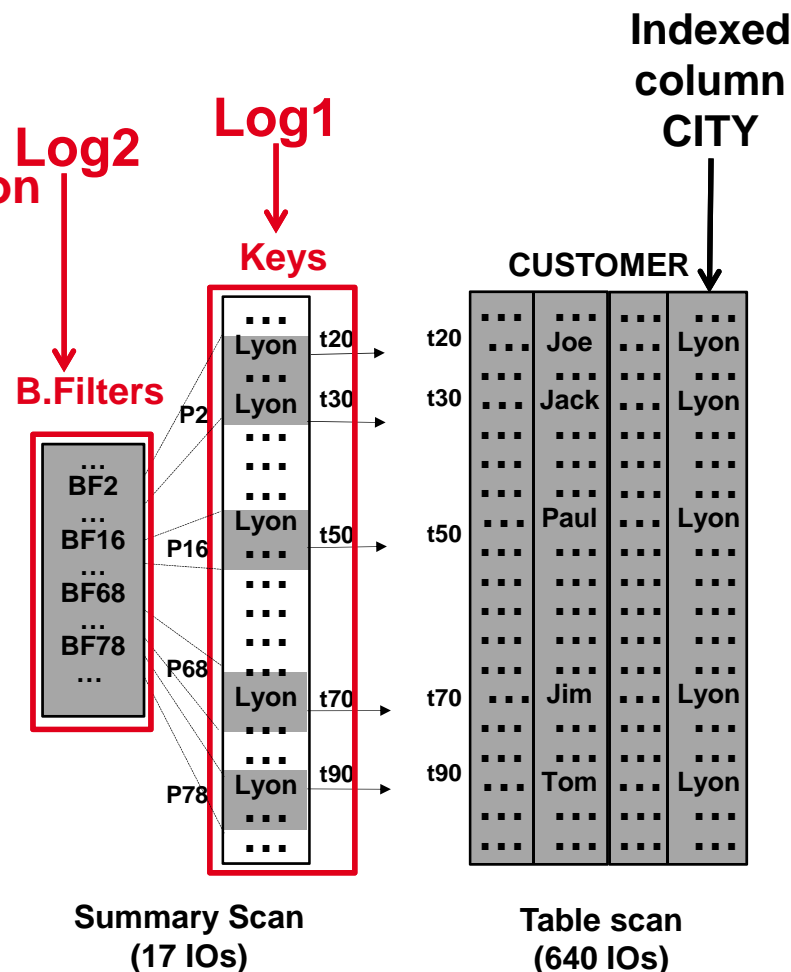 Indexed
column
CITY
Log2
on
Log1
B.Filters
Keys
CUSTOMER
...
BF2
...
BF16
...
BF68
...
BF78
...
P2
P16
P68
P78
...
Lyon t20
...
Lyon t30
...
...
...
Lyon t50
...
...
...
...
...
Lyon t70
...
...
Lyon t90
...
...
... ... ... ...
t20 ... Joe ... Lyon
... ... ... ...
t30 ... Jack ... Lyon
... ... ... ...
... ... ... ...
... ... ... ...
t50 ... Paul ... Lyon
... ... ... ...
... ... ... ...
... ... ... ...
... ... ... ...
... ... ... ...
t70 ... Jim ... Lyon
... ... ... ...
... ... ... ...
t90 ... Tom ... Lyon
... ... ... ...
... ... ... ...
Summary Scan
(17 IOs)
Table scan
(640 IOs)